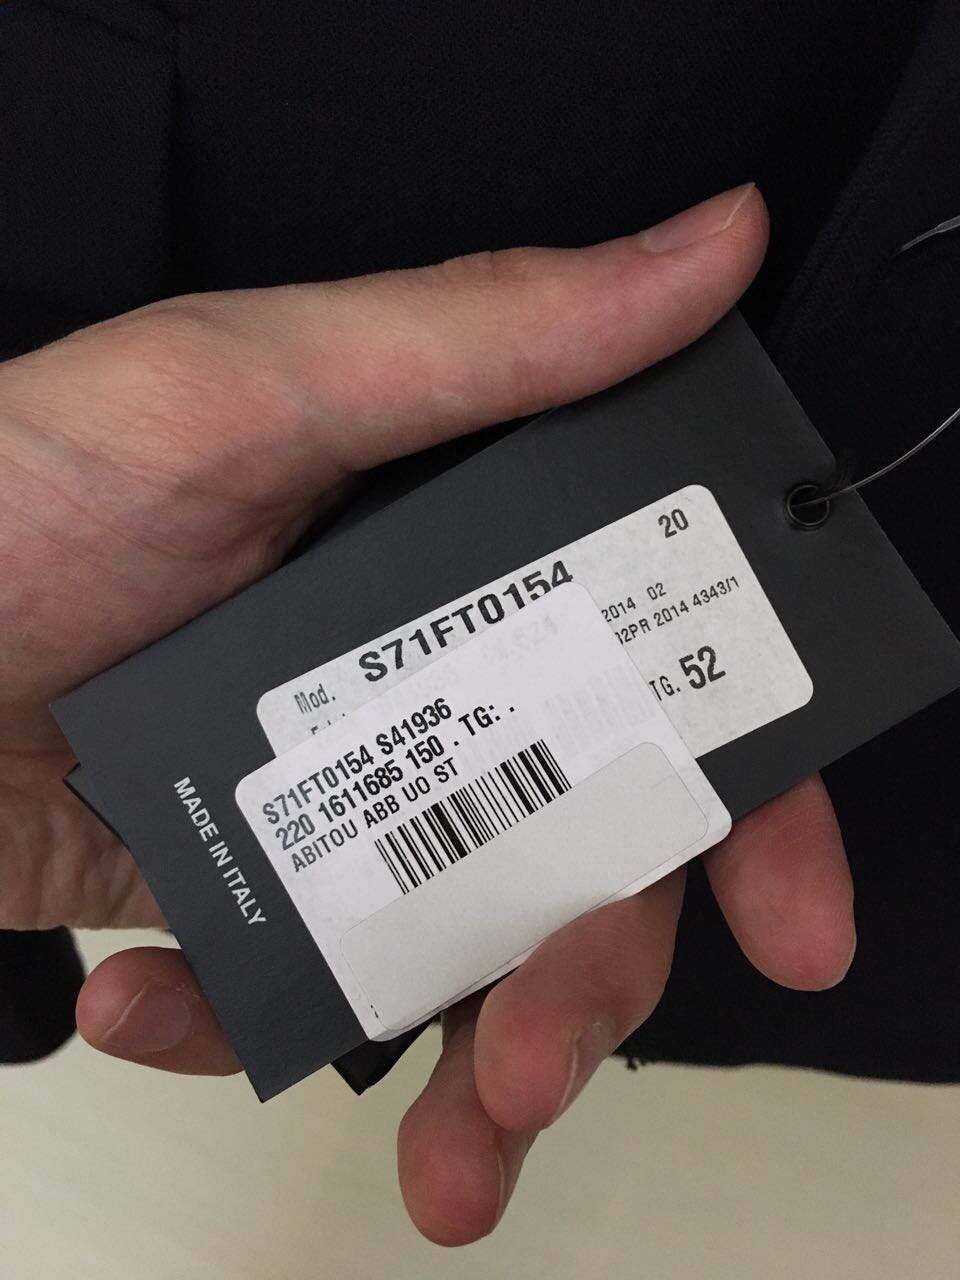 20
Mod. S71FT0154
2014 02
02PR 2014 4343/1
TG. 52
S71FT0154 S41936
220 1611685 150 . TG: .
ABITOU ABB UO ST
MADE IN ITALY